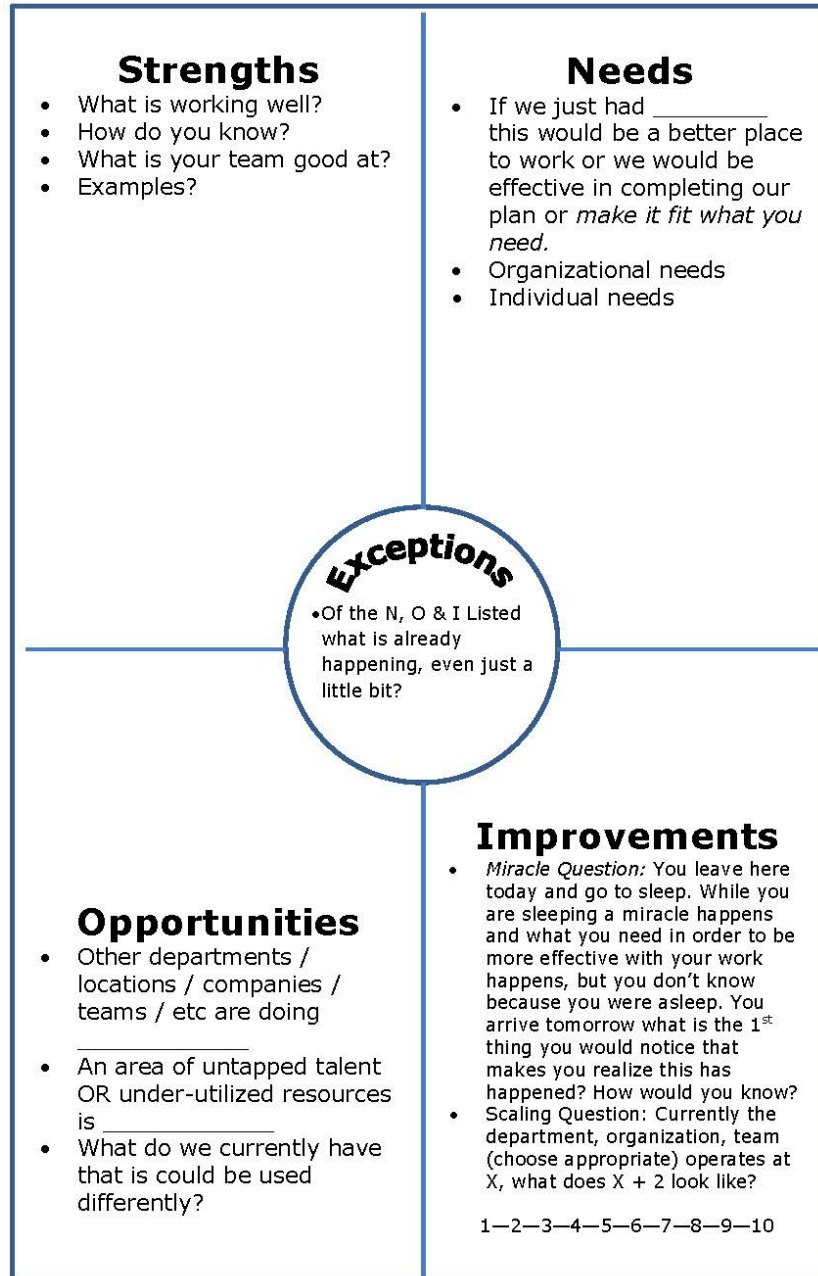 Strengths
• What is working well?
• How do you know?
• What is your team good at?
• Examples?
Needs
• If we just had _________
this would be a better place
to work or we would be
effective in completing our
plan or make it fit what you
need.
• Organizational needs
• Individual needs
Exceptions
•Of the N, O & I Listed
what is already
happening, even just a
little bit?
Opportunities
• Other departments /
locations / companies /
teams / etc are doing
______________
• An area of untapped talent
OR under-utilized resources
is ______________
• What do we currently have
that is could be used
differently?
Improvements
• Miracle Question: You leave here
today and go to sleep. While you
are sleeping a miracle happens
and what you need in order to be
more effective with your work
happens, but you don’t know
because you were asleep. You
arrive tomorrow what is the 1st
thing you would notice that
makes you realize this has
happened? How would you know?
• Scaling Question: Currently the
department, organization, team
(choose appropriate) operates at
X, what does X + 2 look like?
1—2—3—4—5—6—7—8—9—10